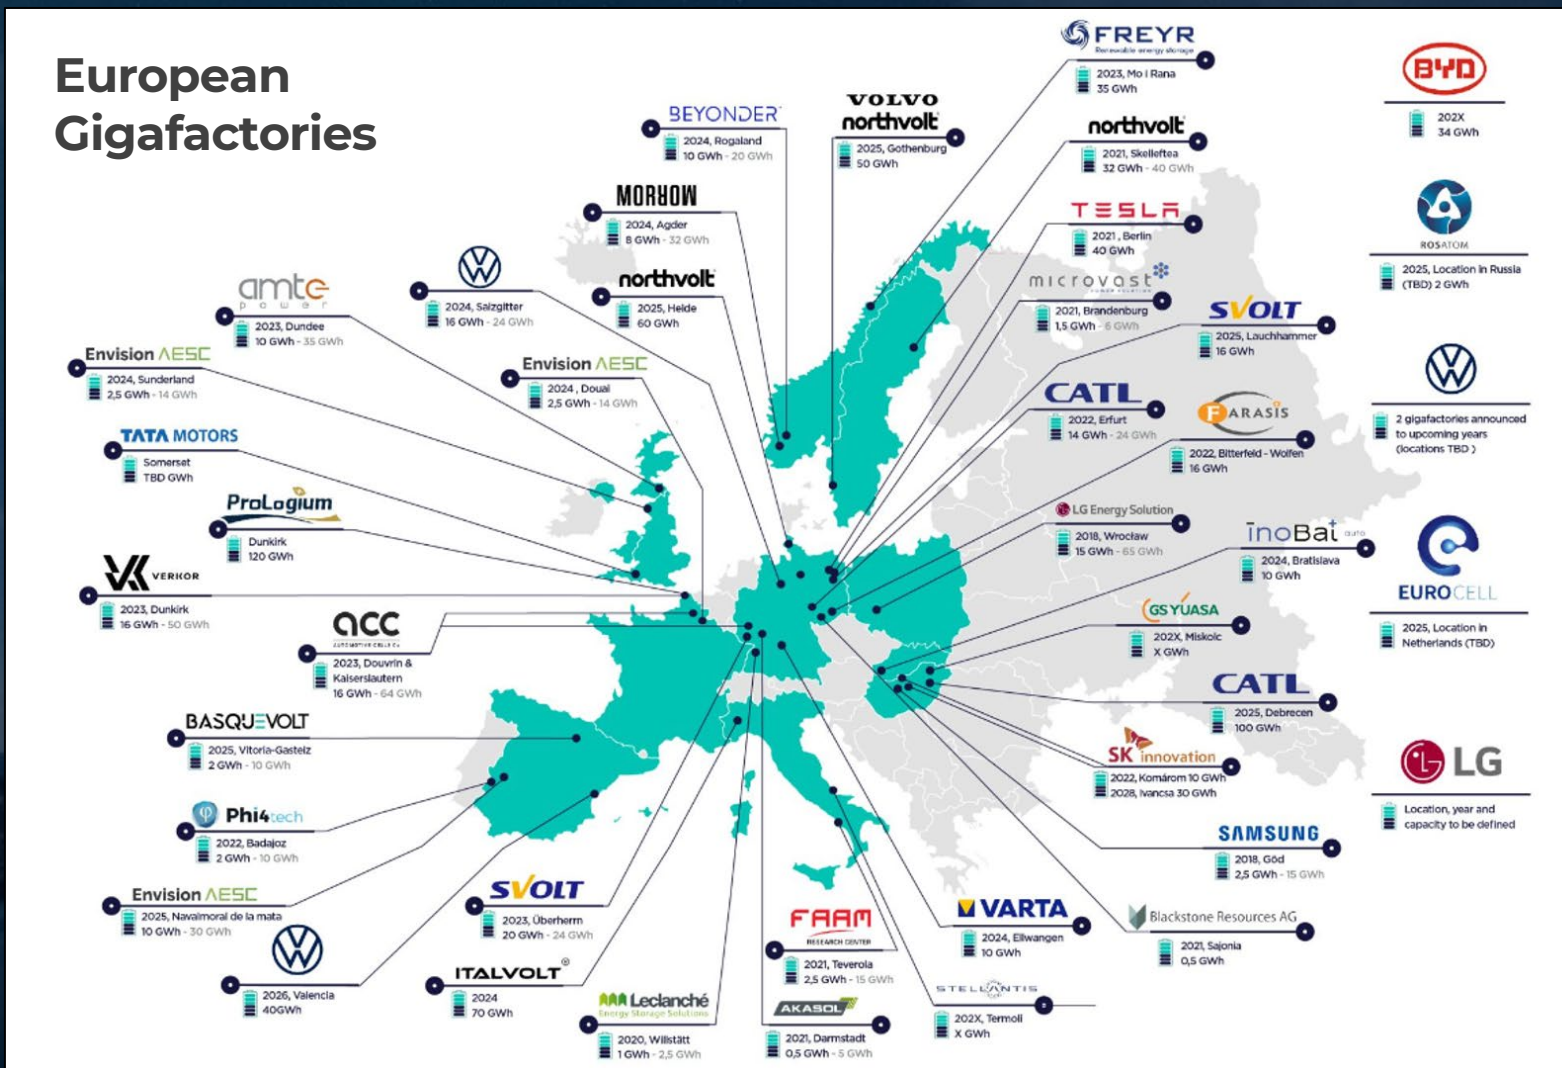 European
Gigafactories
FREYR
Renewable energy storage
2023, Mo i Rana
35 GWh
BYD
202X
34 GWh
BEYONDER
2024, Rogaland
10 GWh - 20 GWh
VOLVO
northvolt
2025, Gothenburg
50 GWh
northvolt
2021, Skelleftea
32 GWh - 40 GWh
MORROW
2024, Agder
8 GWh - 32 GWh
TESLA
2021, Berlin
40 GWh
ROSATOM
2025, Location in Russia
(TBD) 2 GWh
2024, Salzgitter
16 GWh - 24 GWh
northvolt
2025, Heide
60 GWh
microvast
2021, Brandenburg
1,5 GWh - 6 GWh
SVOLT
2025, Lauchhammer
16 GWh
amte
power
2023, Dundee
10 GWh - 35 GWh
Envision AESC
2024, Sunderland
2,5 GWh - 14 GWh
Envision AESC
2024, Douai
2,5 GWh - 14 GWh
CATL
2022, Erfurt
14 GWh - 24 GWh
FARASIS
2022, Bitterfeld - Wolfen
16 GWh
2 gigafactories announced
to upcoming years
(locations TBD )
TATA MOTORS
Somerset
TBD GWh
ProLogium
Dunkirk
120 GWh
LG Energy Solution
2018, Wrocław
15 GWh - 65 GWh
inoBat auto
2024, Bratislava
10 GWh
EUROCELL
2025, Location in
Netherlands (TBD)
VERKOR
2023, Dunkirk
16 GWh - 50 GWh
GS YUASA
202X, Miskolc
X GWh
acc
AUTOMOTIVE CELLS Co
2023, Douvrin &
Kaiserslautern
16 GWh - 64 GWh
CATL
2025, Debrecen
100 GWh
BASQUEVOLT
2025, Vitoria-Gasteiz
2 GWh - 10 GWh
SK innovation
2022, Komárom 10 GWh
2028, Ivancsa 30 GWh
LG
Location, year and
capacity to be defined
Phi4tech
2022, Badajoz
2 GWh - 10 GWh
SAMSUNG
2018, Göd
2,5 GWh - 15 GWh
Envision AESC
2025, Navalmoral de la mata
10 GWh - 30 GWh
SVOLT
2023, Überherrn
20 GWh - 24 GWh
FAAM
RESEARCH CENTER
2021, Teverola
2,5 GWh - 15 GWh
VARTA
2024, Ellwangen
10 GWh
Blackstone Resources AG
2021, Sajonia
0,5 GWh
2026, Valencia
40GWh
ITALVOLT®
2024
70 GWh
Leclanché
Energy Storage Solutions
2020, Willstätt
1 GWh - 2,5 GWh
AKASOL
2021, Darmstadt
0,5 GWh - 5 GWh
STELLANTIS
202X, Termoli
X GWh